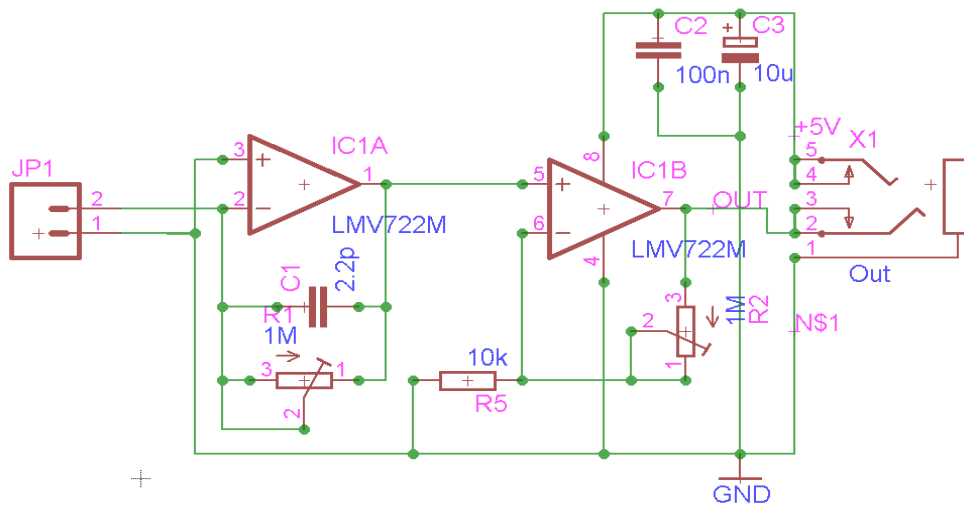 C2
+ C3
100n
10u
+5V
X1
JP1
IC1A
IC1B
3
+
1
2
−
5
+
8
7
OUT
6
−
4
2
1
+
LMV722M
LMV722M
5
4
3
2
1
Out
C1
2.2p
R1
1M
3
1
2
10k
R5
3
2
1
1M
R2
N$1
GND